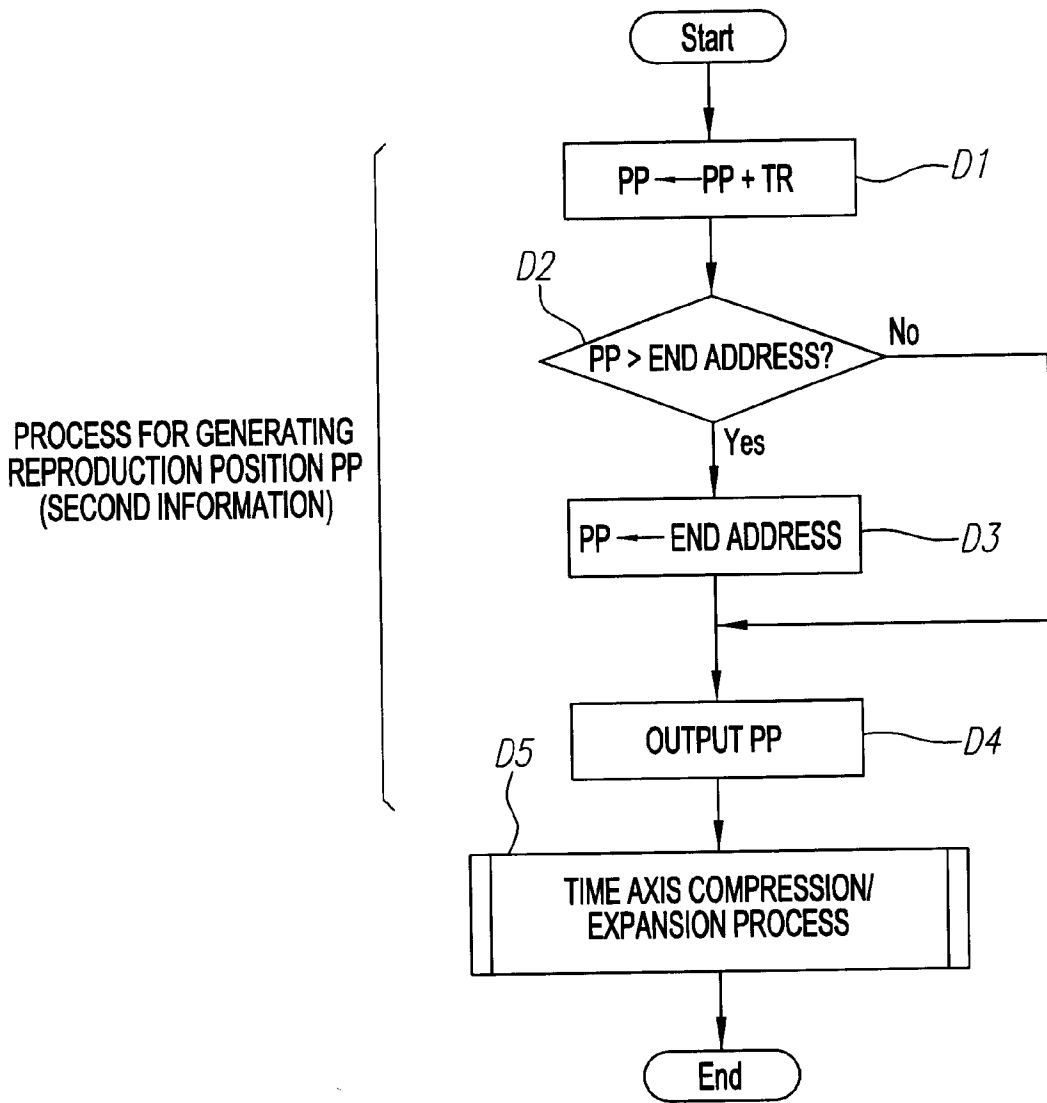 Start
PP ← PP + TR
D1
D2
PP > END ADDRESS?
No
Yes
PROCESS FOR GENERATING
REPRODUCTION POSITION PP
(SECOND INFORMATION)
PP ← END ADDRESS
D3
OUTPUT PP
D4
D5
TIME AXIS COMPRESSION/
EXPANSION PROCESS
End